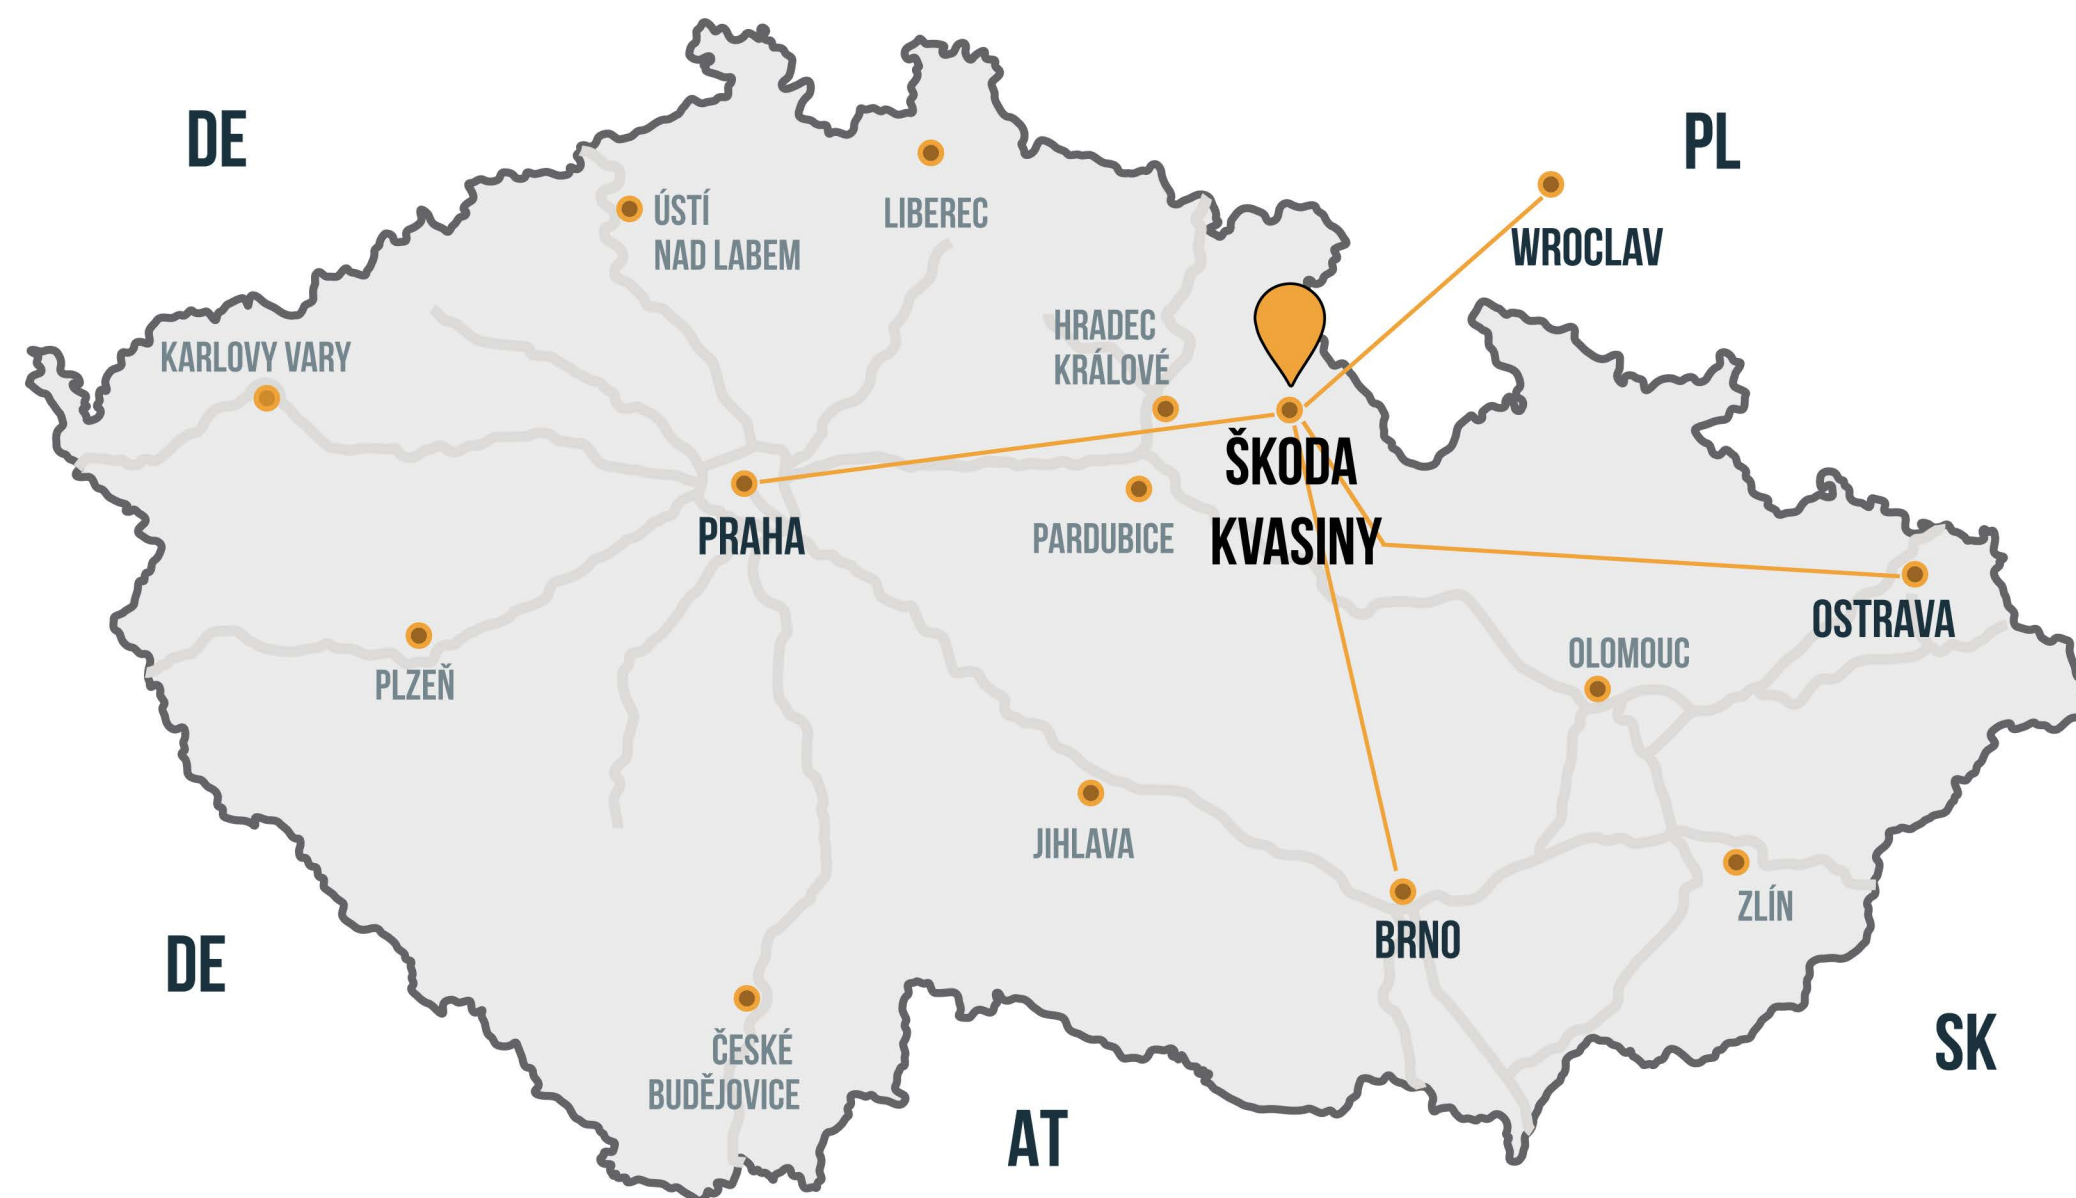 DE
PL
ÚSTÍ
NAD LABEM
LIBEREC
WROCLAV
HRADEC
KRÁLOVÉ
KARLOVY VARY
ŠKODA
KVASINY
PRAHA
PARDUBICE
OSTRAVA
OLOMOUC
PLZEŇ
JIHLAVA
ZLÍN
BRNO
DE
SK
ČESKÉ
BUDĚJOVICE
AT